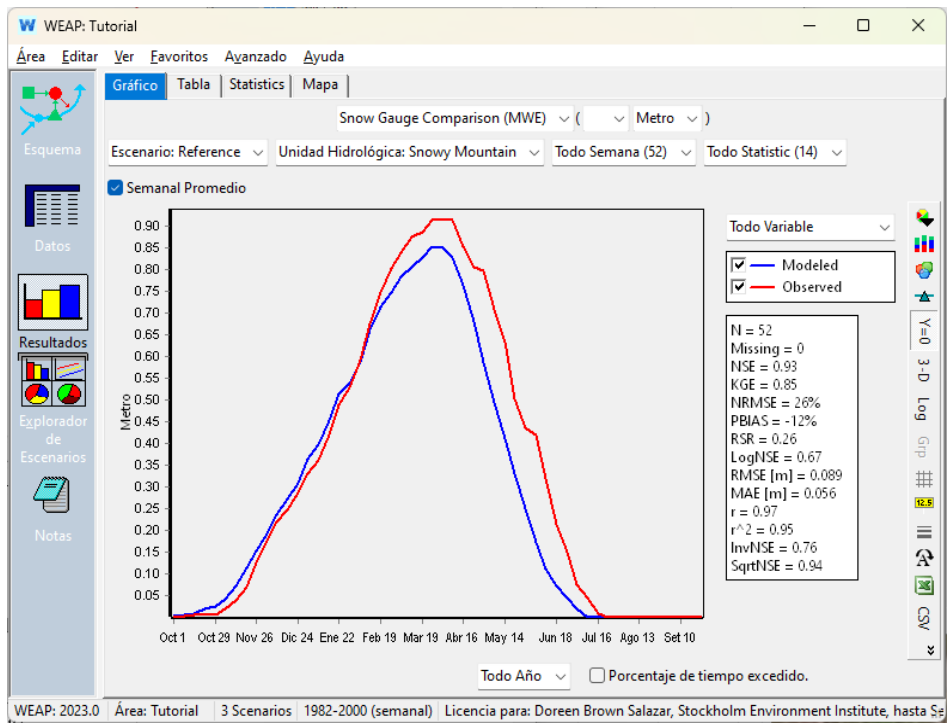 WEAP: Tutorial
Área Editar Ver Favoritos Avanzado Ayuda
Gráfico Tabla Statistics Mapa
Snow Gauge Comparison (MWE) ( Metro )
Escenario: Reference Unidad Hidrológica: Snowy Mountain Todo Semana (52) Todo Statistic (14)
Semanal Promedio
Esquema
Datos
Resultados
Explorador
de
Escenarios
Notas
Metro
0.90
0.85
0.80
0.75
0.70
0.65
0.60
0.55
0.50
0.45
0.40
0.35
0.30
0.25
0.20
0.15
0.10
0.05
Oct 1 Oct 29 Nov 26 Dic 24 Ene 22 Feb 19 Mar 19 Abr 16 May 14 Jun 18 Jul 16 Ago 13 Set 10
Todo Variable
Modeled
Observed
N = 52
Missing = 0
NSE = 0.93
KGE = 0.85
NRMSE = 26%
PBIAS = -12%
RSR = 0.26
LogNSE = 0.67
RMSE [m] = 0.089
MAE [m] = 0.056
r = 0.97
r^2 = 0.95
InvNSE = 0.76
SqrtNSE = 0.94
Y=0
3-D
Log
Grp
12.5
A
CSV
Todo Año Porcentaje de tiempo excedido.
WEAP: 2023.0 Área: Tutorial 3 Scenarios 1982-2000 (semanal) Licencia para: Doreen Brown Salazar, Stockholm Environment Institute, hasta